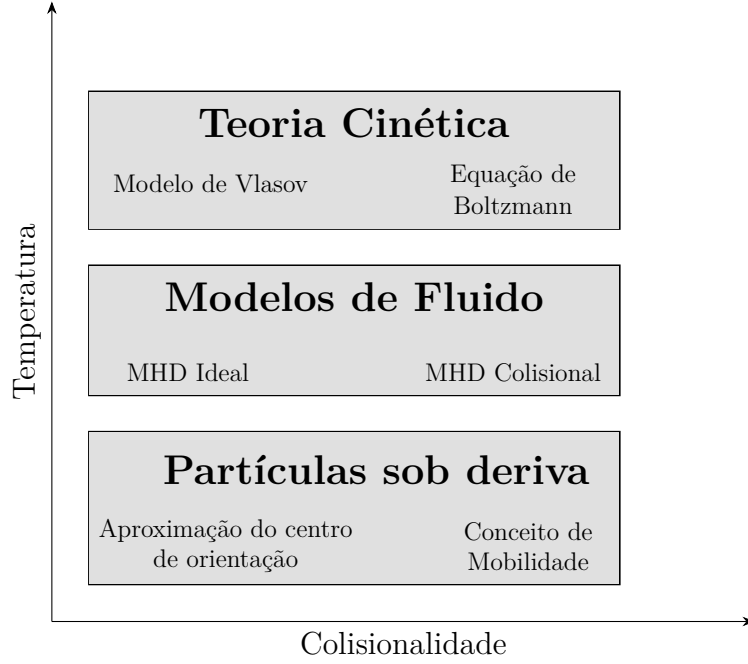 Teoria Cinética
Modelo de Vlasov
Equação de
Boltzmann
Modelos de Fluido
MHD Ideal
MHD Colisional
Partículas sob deriva
Aproximação do centro
de orientação
Conceito de
Mobilidade
Temperatura
Colisionalidade